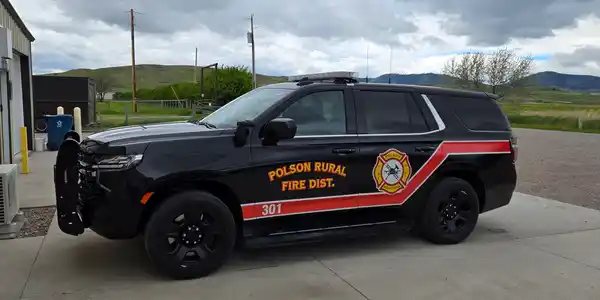 POLSON RURAL
FIRE DIST.
301